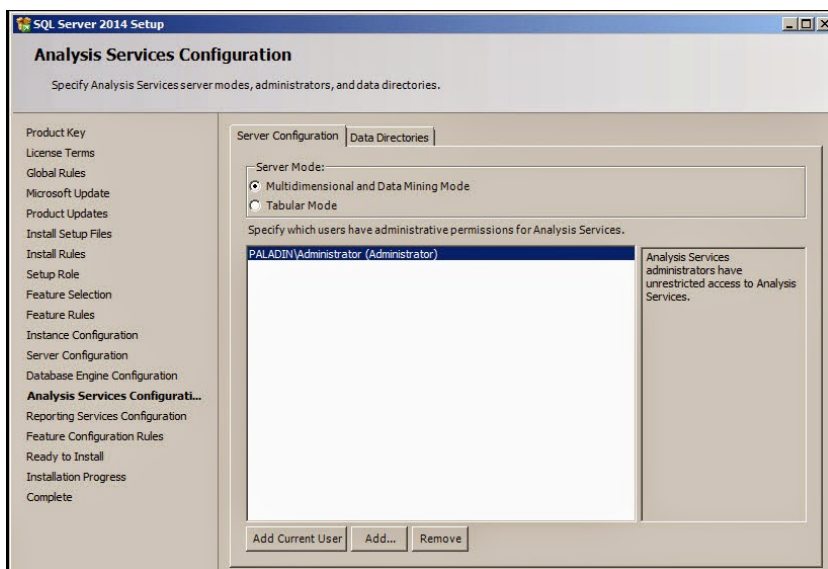 SQL Server 2014 Setup
Analysis Services Configuration
Specify Analysis Services server modes, administrators, and data directories.
Product Key
License Terms
Global Rules
Microsoft Update
Product Updates
Install Setup Files
Install Rules
Setup Role
Feature Selection
Feature Rules
Instance Configuration
Server Configuration
Database Engine Configuration
Analysis Services Configurati...
Reporting Services Configuration
Feature Configuration Rules
Ready to Install
Installation Progress
Complete
Server Configuration
Data Directories
Server Mode:
Multidimensional and Data Mining Mode
Tabular Mode
Specify which users have administrative permissions for Analysis Services.
PALADIN\Administrator (Administrator)
Analysis Services
administrators have
unrestricted access to Analysis
Services.
Add Current User
Add...
Remove